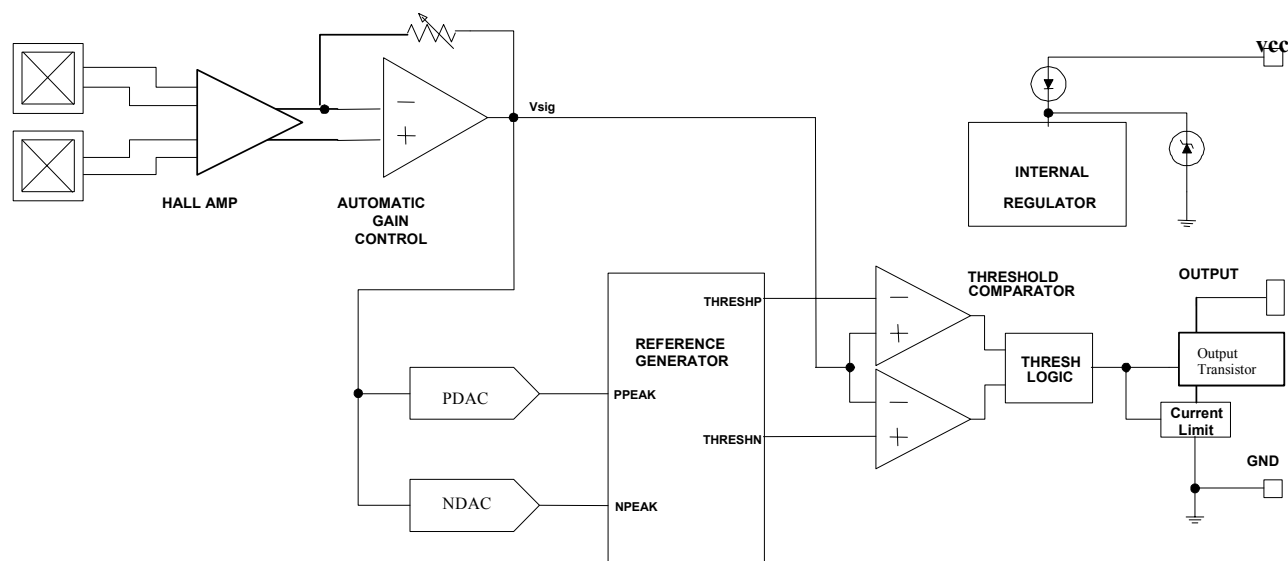 vcc
Vsig
HALL AMP
AUTOMATIC
GAIN
CONTROL
INTERNAL
REGULATOR
THRESHOLD
COMPARATOR
OUTPUT
THRESHP
REFERENCE
GENERATOR
THRESH
LOGIC
Output
Transistor
PDAC
PPEAK
Current
Limit
THRESHN
GND
NDAC
NPEAK